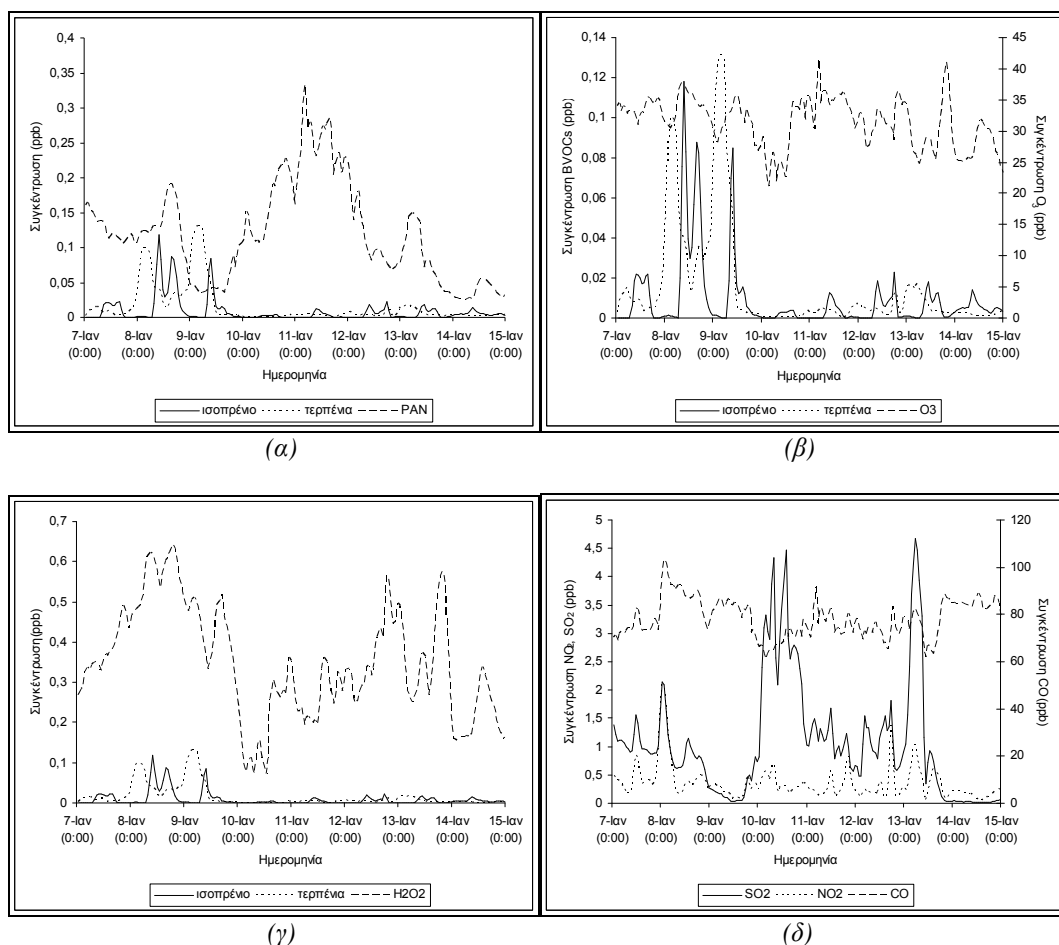 Συγκέντρωση (ppb)
0,4
0,35
0,3
0,25
0,2
0,15
0,1
0,05
0
7-Ιαν 8-Ιαν 9-Ιαν 10-Ιαν 11-Ιαν 12-Ιαν 13-Ιαν 14-Ιαν 15-Ιαν
(0:00) (0:00) (0:00) (0:00) (0:00) (0:00) (0:00) (0:00) (0:00)
Ημερομηνία
ισοπρένιο τερπένια PAN
(α)
Συγκέντρωση BVOCs (ppb)
0,14
0,12
0,1
0,08
0,06
0,04
0,02
0
45
40
35
30
25
20
15
10
5
0
Συγκέντρωση O3
(ppb)
7-Ιαν 8-Ιαν 9-Ιαν 10-Ιαν 11-Ιαν 12-Ιαν 13-Ιαν 14-Ιαν 15-Ιαν
(0:00) (0:00) (0:00) (0:00) (0:00) (0:00) (0:00) (0:00) (0:00)
Ημερομηνία
ισοπρένιο τερπένια O3
(β)
Συγκέντρωση (ppb)
0,7
0,6
0,5
0,4
0,3
0,2
0,1
0
7-Ιαν 8-Ιαν 9-Ιαν 10-Ιαν 11-Ιαν 12-Ιαν 13-Ιαν 14-Ιαν 15-Ιαν
(0:00) (0:00) (0:00) (0:00) (0:00) (0:00) (0:00) (0:00) (0:00)
Ημερομηνία
ισοπρένιο τερπένια H2O2
(γ)
Συγκέντρωση NO2, SO2 (ppb)
5
4,5
4
3,5
3
2,5
2
1,5
1
0,5
0
120
100
80
60
40
20
0
Συγκέντρωση CO (ppb)
7-Ιαν 8-Ιαν 9-Ιαν 10-Ιαν 11-Ιαν 12-Ιαν 13-Ιαν 14-Ιαν 15-Ιαν
(0:00) (0:00) (0:00) (0:00) (0:00) (0:00) (0:00) (0:00) (0:00)
Ημερομηνία
SO2 NO2 CO
(δ)